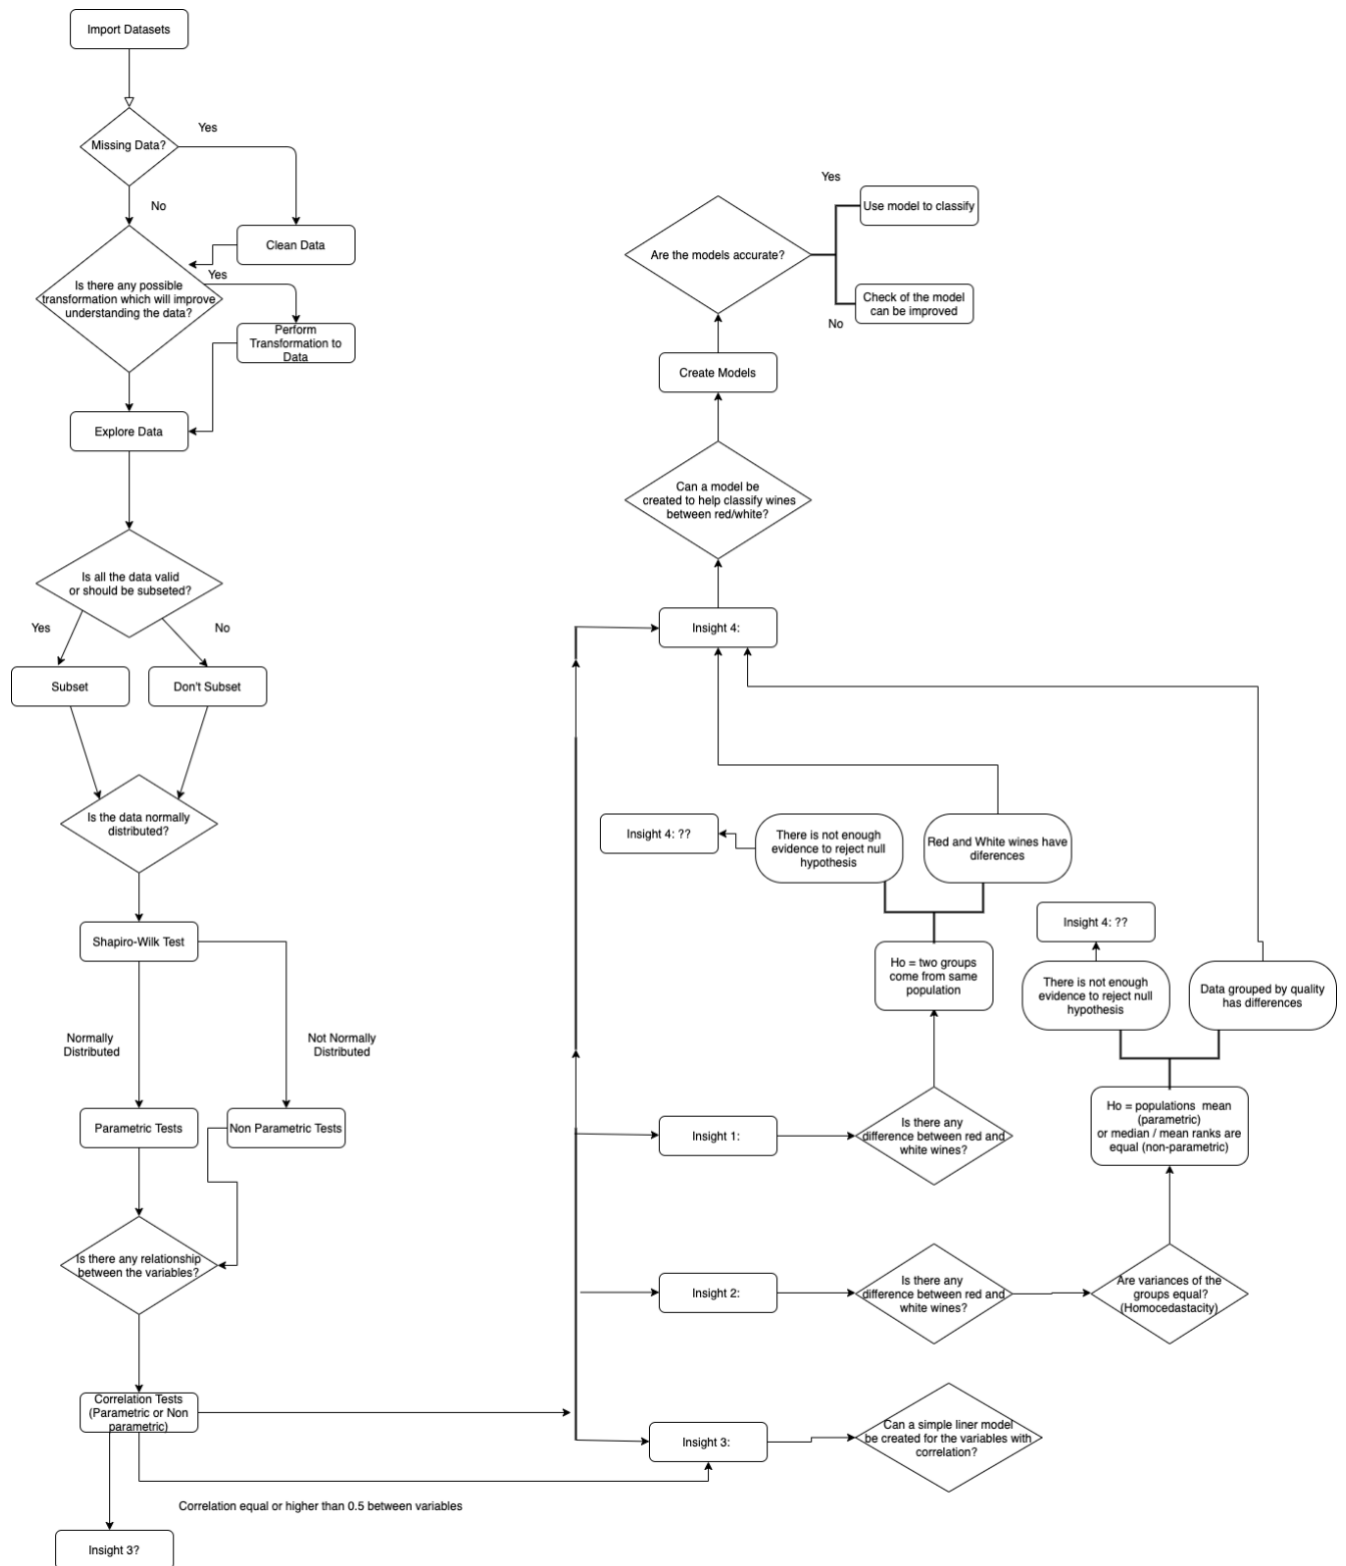 Import Datasets
Missing Data?
Yes
No
Clean Data
Is there any possible
transformation which will improve
understanding the data?
Yes
Perform
Transformation to
Data
Explore Data
Is all the data valid
or should be subseted?
Yes
No
Subset
Don't Subset
Is the data normally
distributed?
Shapiro-Wilk Test
Normally
Distributed
Not Normally
Distributed
Parametric Tests
Non Parametric Tests
Is there any relationship
between the variables?
Correlation Tests
(Parametric or Non
parametric)
Correlation equal or higher than 0.5 between variables
Insight 3?
Yes
Use model to classify
Are the models accurate?
Check of the model
can be improved
No
Create Models
Can a model be
created to help classify wines
between red/white?
Insight 4:
Insight 4: ??
There is not enough
evidence to reject null
hypothesis
Red and White wines have
diferences
Ho = two groups
come from same
population
Insight 4: ??
There is not enough
evidence to reject null
hypothesis
Data grouped by quality
has differences
Ho = populations mean
(parametric)
or median / mean ranks are
equal (non-parametric)
Insight 1:
Is there any
difference between red and
white wines?
Insight 2:
Is there any
difference between red and
white wines?
Are variances of the
groups equal?
(Homocedastacity)
Insight 3:
Can a simple liner model
be created for the variables with
correlation?